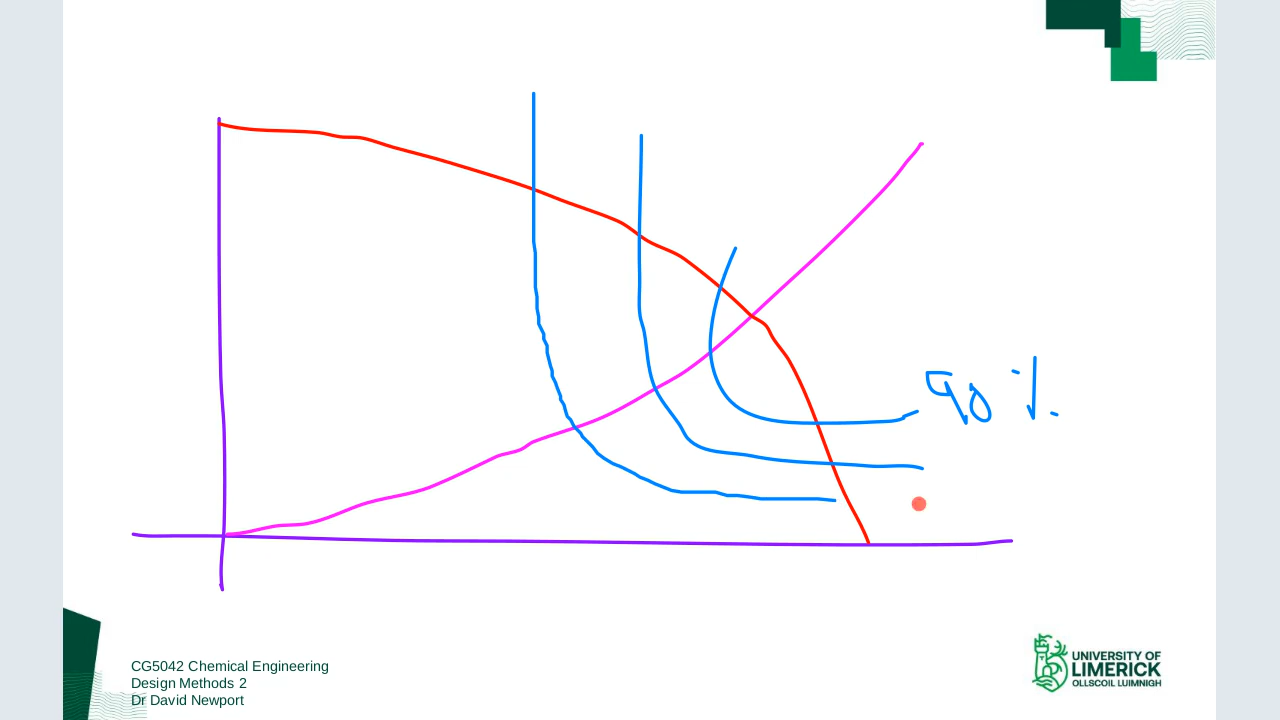 90 %
CG5042 Chemical Engineering
Design Methods 2
Dr David Newport
UNIVERSITY OF
LIMERICK
OLLSCOIL LUIMNIGH